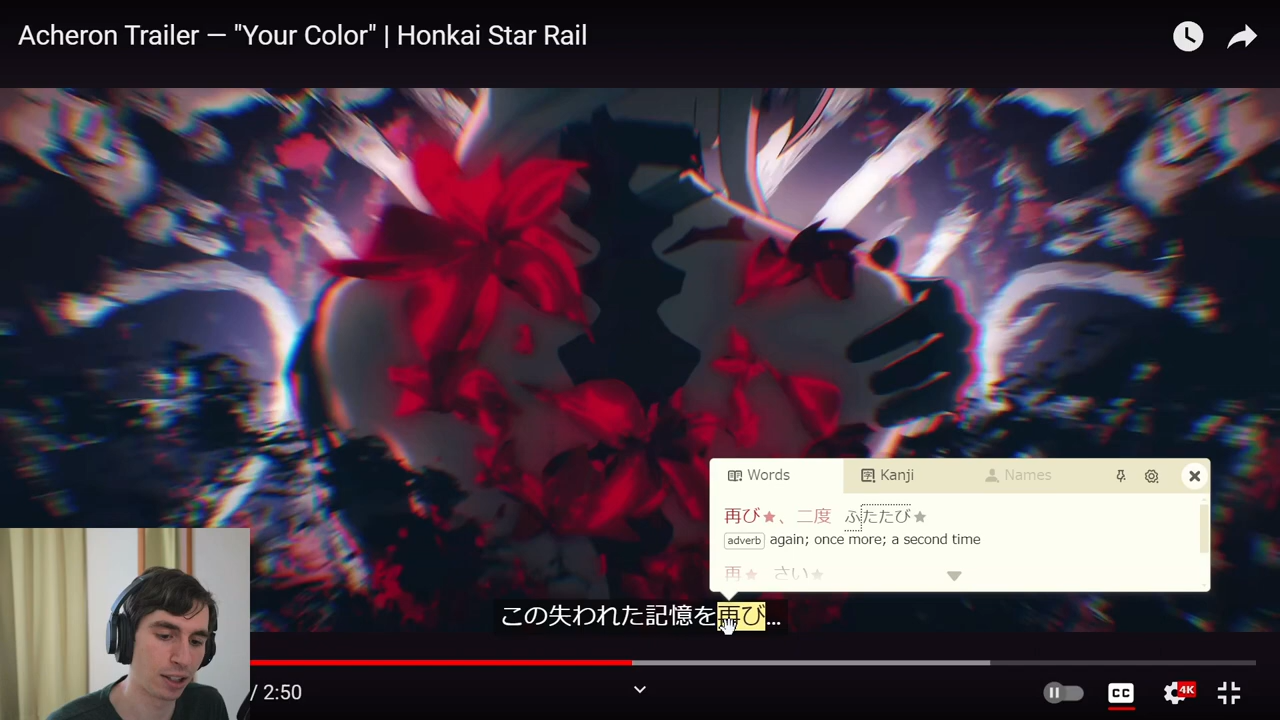 Acheron Trailer — "Your Color" | Honkai Star Rail
Words Kanji Names
再び★、二度 ふたたび★
adverb again; once more; a second time
再★ さい★
この失われた記憶を再び...
/ 2:50
CC 4K